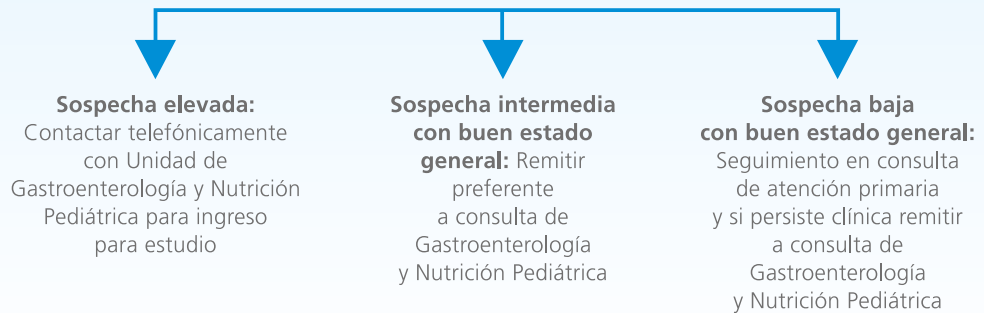 Sospecha elevada:
Contactar telefónicamente
con Unidad de
Gastroenterología y Nutrición
Pediátrica para ingreso
para estudio
Sospecha intermedia
con buen estado
general: Remitir
preferente
a consulta de
Gastroenterología
y Nutrición Pediátrica
Sospecha baja
con buen estado general:
Seguimiento en consulta
de atención primaria
y si persiste clínica remitir
a consulta de
Gastroenterología
y Nutrición Pediátrica